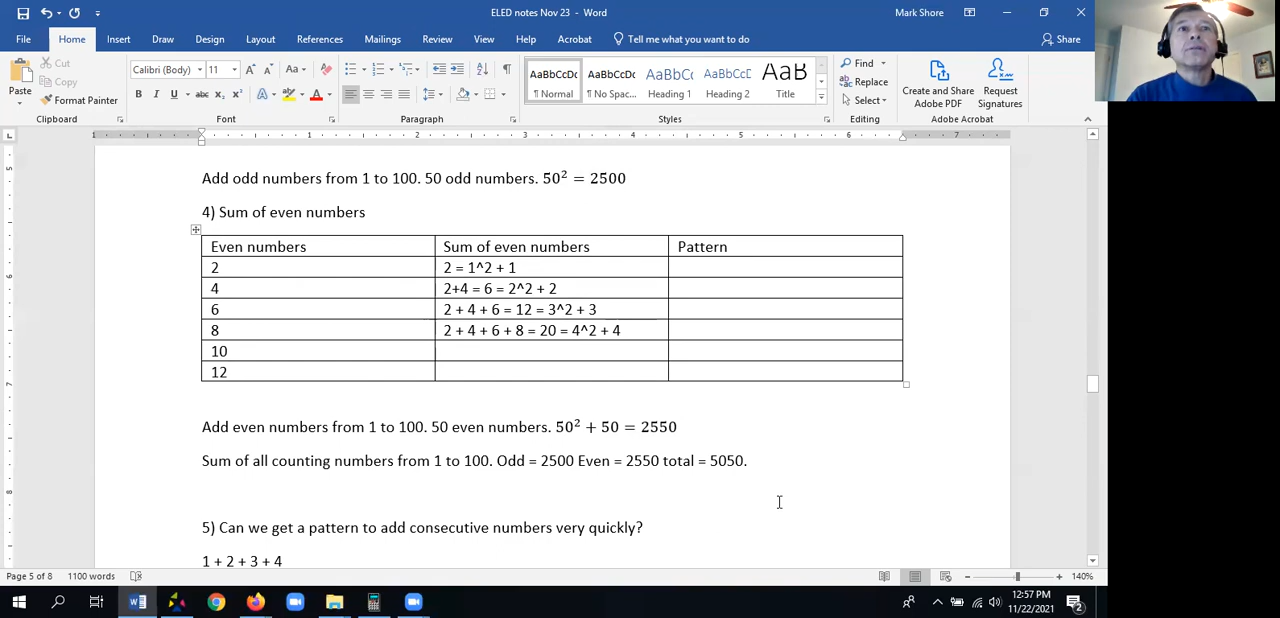 ELED notes Nov 23 - Word
Mark Shore
File Home Insert Draw Design Layout References Mailings Review View Help Acrobat Tell me what you want to do Share
Paste
Cut
Copy
Format Painter
Clipboard
Calibri (Body) 11
Font
Paragraph
AaBbCcDc AaBbCcDc AaBbCc AaBbCcD AaB
¶ Normal ¶ No Spac... Heading 1 Heading 2 Title
Styles
Find
Replace
Select
Editing
Create and Share Adobe PDF
Request Signatures
Adobe Acrobat
Add odd numbers from 1 to 100. 50 odd numbers. 50² = 2500
4) Sum of even numbers
Even numbers Sum of even numbers Pattern
2 2 = 1^2 + 1
4 2+4 = 6 = 2^2 + 2
6 2 + 4 + 6 = 12 = 3^2 + 3
8 2 + 4 + 6 + 8 = 20 = 4^2 + 4
10
12
Add even numbers from 1 to 100. 50 even numbers. 50² + 50 = 2550
Sum of all counting numbers from 1 to 100. Odd = 2500 Even = 2550 total = 5050.
5) Can we get a pattern to add consecutive numbers very quickly?
1 + 2 + 3 + 4
Page 5 of 8 1100 words 140%
12:57 PM
11/22/2021
2